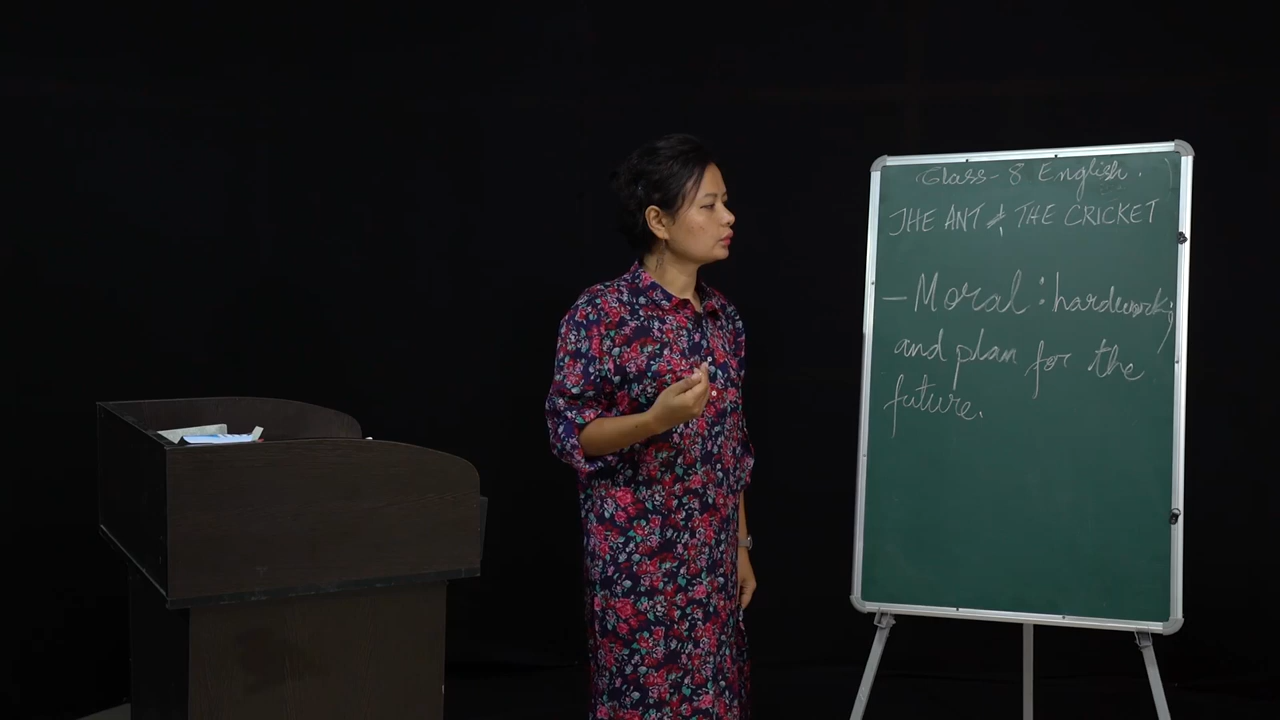 Class- 8 English.
THE ANT & THE CRICKET
- Moral : hardwork;
and plan for the
future.